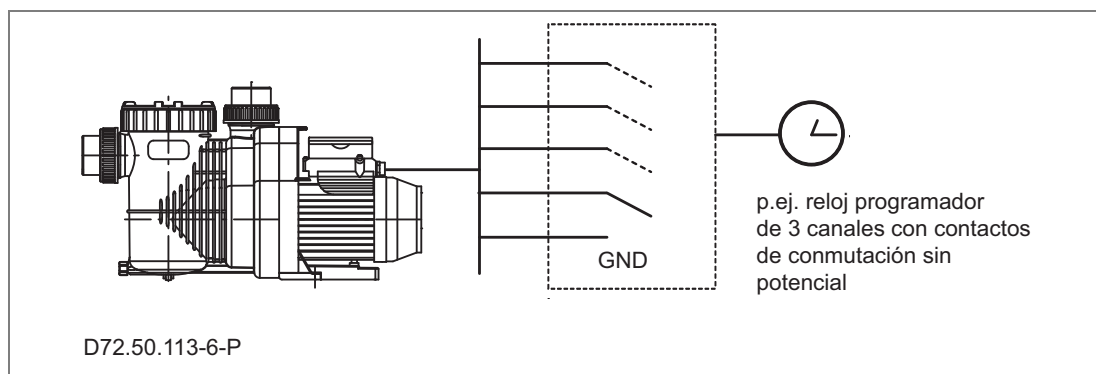 GND
p.ej. reloj programador
de 3 canales con contactos
de conmutación sin
potencial
D72.50.113-6-P